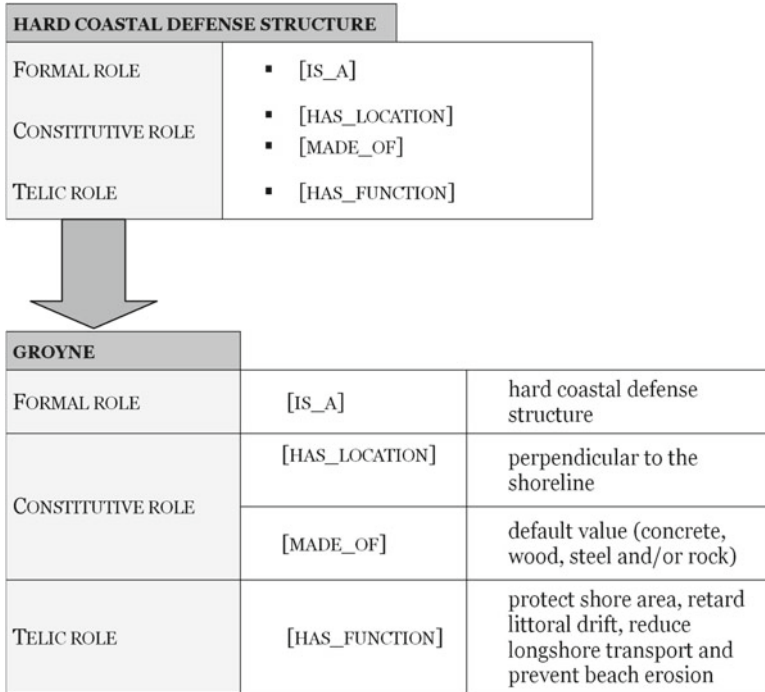 HARD COASTAL DEFENSE STRUCTURE
FORMAL ROLE
▪ [IS_A]
CONSTITUTIVE ROLE
▪ [HAS_LOCATION]
▪ [MADE_OF]
TELIC ROLE
▪ [HAS_FUNCTION]
GROYNE
FORMAL ROLE
[IS_A]
hard coastal defense
structure
CONSTITUTIVE ROLE
[HAS_LOCATION]
perpendicular to the
shoreline
[MADE_OF]
default value (concrete,
wood, steel and/or rock)
TELIC ROLE
[HAS_FUNCTION]
protect shore area, retard
littoral drift, reduce
longshore transport and
prevent beach erosion